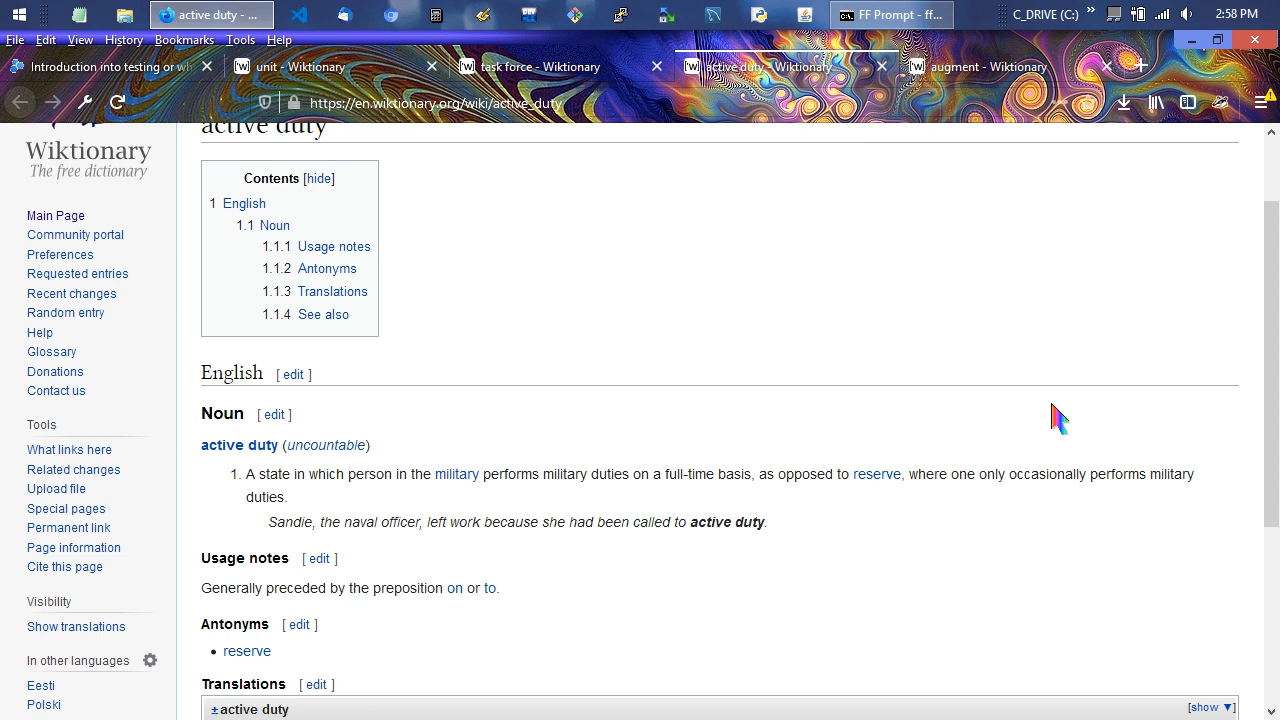 active duty - ...
FF Prompt - ff...
C_DRIVE (C:)
2:58 PM
File Edit View History Bookmarks Tools Help
Introduction into testing or wh
unit - Wiktionary
task force - Wiktionary
active duty - Wiktionary
augment - Wiktionary
https://en.wiktionary.org/wiki/active_duty
active duty
Wiktionary
The free dictionary
Main Page
Community portal
Preferences
Requested entries
Recent changes
Random entry
Help
Glossary
Donations
Contact us
Tools
What links here
Related changes
Upload file
Special pages
Permanent link
Page information
Cite this page
Visibility
Show translations
In other languages
Eesti
Polski
Contents [hide]
1 English
1.1 Noun
1.1.1 Usage notes
1.1.2 Antonyms
1.1.3 Translations
1.1.4 See also
English [ edit ]
Noun [ edit ]
active duty (uncountable)
1. A state in which person in the military performs military duties on a full-time basis, as opposed to reserve, where one only occasionally performs military
duties.
Sandie, the naval officer, left work because she had been called to active duty.
Usage notes [ edit ]
Generally preceded by the preposition on or to.
Antonyms [ edit ]
• reserve
Translations [ edit ]
±active duty [show ▼]